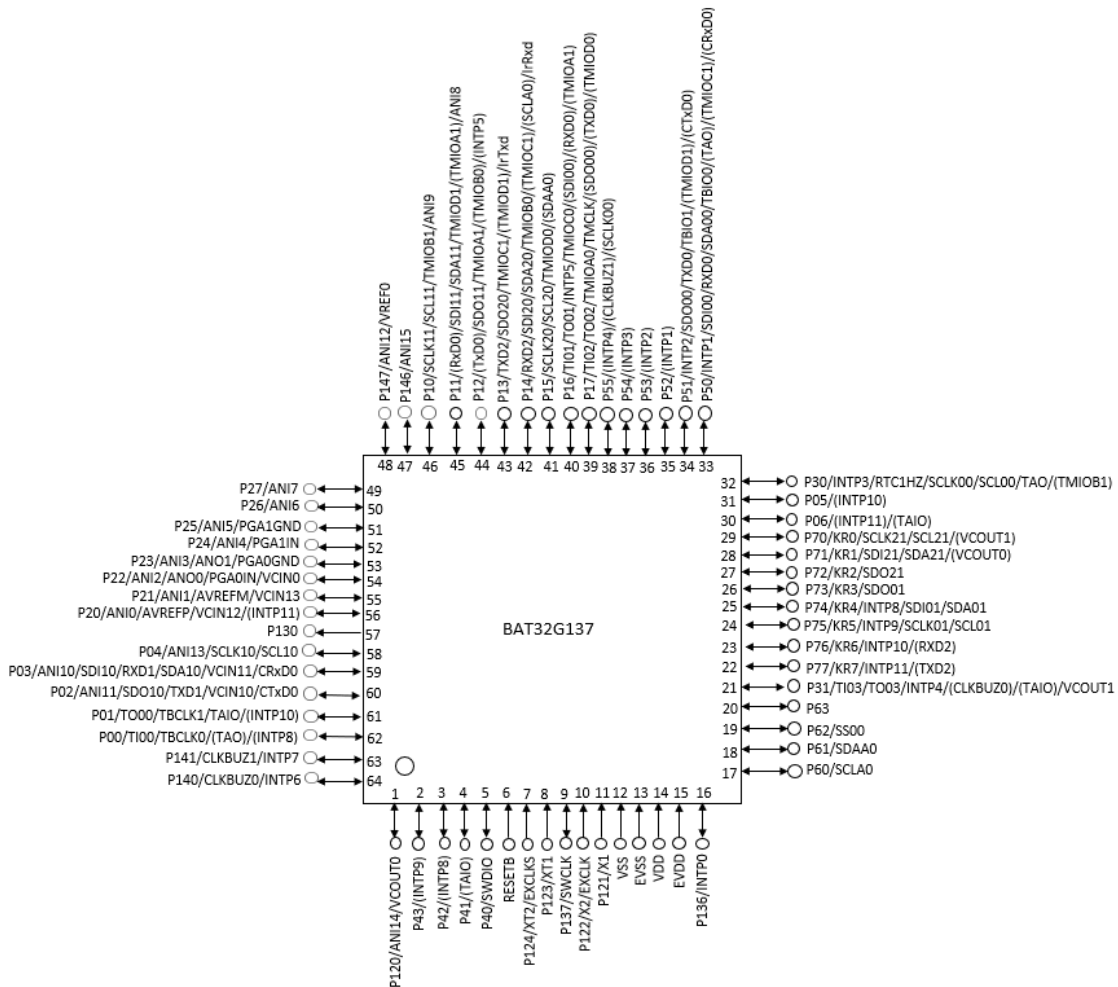 P147/ANI12/VREF0
P146/ANI15
P10/SCLK11/SCL11/TMIOB1/ANI9
P11/(RxD0)/SDI11/SDA11/TMIOD1/(TMIOA1)/ANI8
P12/(TxD0)/SDO11/TMIOA1/(TMIOB0)/(INTP5)
P13/TXD2/SDO20/TMIOC1/(TMIOD1)/IrTxd
P14/RXD2/SDI20/SDA20/TMIOB0/(TMIOC1)/(SCLA0)/IrRxd
P15/SCLK20/SCL20/TMIOD0/(SDAA0)
P16/TI01/TO01/INTP5/TMIOC0/(SDI00)/(RXD0)/(TMIOA1)
P17/TI02/TO02/TMIOA0/TMCLK/(SDO00)/(TXD0)/(TMIOD0)
P55/(INTP4)/(CLKBUZ1)/(SCLK00)
P54/(INTP3)
P53/(INTP2)
P52/(INTP1)
P51/INTP2/SDO00/TXD0/TBIO1/(TMIOD1)/(CTxD0)
P50/INTP1/SDI00/RXD0/SDA00/TBIO0/(TAO)/(TMIOC1)/(CRxD0)
48 47 46 45 44 43 42 41 40 39 38 37 36 35 34 33
P27/ANI7 49
P26/ANI6 50
P25/ANI5/PGA1GND 51
P24/ANI4/PGA1IN 52
P23/ANI3/ANO1/PGA0GND 53
P22/ANI2/ANO0/PGA0IN/VCIN0 54
P21/ANI1/AVREFM/VCIN13 55
P20/ANI0/AVREFP/VCIN12/(INTP11) 56
P130 57
P04/ANI13/SCLK10/SCL10 58
P03/ANI10/SDI10/RXD1/SDA10/VCIN11/CRxD0 59
P02/ANI11/SDO10/TXD1/VCIN10/CTxD0 60
P01/TO00/TBCLK1/TAIO/(INTP10) 61
P00/TI00/TBCLK0/(TAO)/(INTP8) 62
P141/CLKBUZ1/INTP7 63
P140/CLKBUZ0/INTP6 64
BAT32G137
32 P30/INTP3/RTC1HZ/SCLK00/SCL00/TAO/(TMIOB1)
31 P05/(INTP10)
30 P06/(INTP11)/(TAIO)
29 P70/KR0/SCLK21/SCL21/(VCOUT1)
28 P71/KR1/SDI21/SDA21/(VCOUT0)
27 P72/KR2/SDO21
26 P73/KR3/SDO01
25 P74/KR4/INTP8/SDI01/SDA01
24 P75/KR5/INTP9/SCLK01/SCL01
23 P76/KR6/INTP10/(RXD2)
22 P77/KR7/INTP11/(TXD2)
21 P31/TI03/TO03/INTP4/(CLKBUZ0)/(TAIO)/VCOUT1
20 P63
19 P62/SS00
18 P61/SDAA0
17 P60/SCLA0
1 2 3 4 5 6 7 8 9 10 11 12 13 14 15 16
P120/ANI14/VCOUT0
P43/(INTP9)
P42/(INTP8)
P41/(TAIO)
P40/SWDIO
RESETB
P124/XT2/EXCLKS
P123/XT1
P137/SWCLK
P122/X2/EXCLK
P121/X1
VSS
EVSS
VDD
EVDD
P136/INTP0